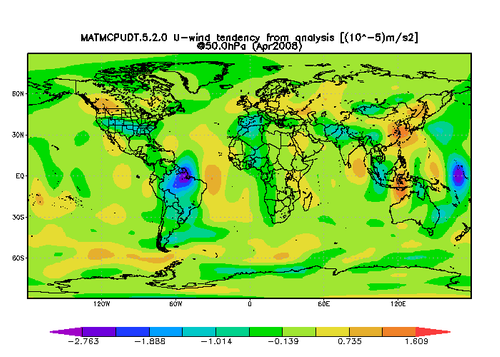 MATMCPUDT.5.2.0 U-wind tendency from analysis [(10^-5)m/s2]
@50.0hPa (Apr2008)
60N
30N
EQ
30S
60S
120W 60W 0 60E 120E
-2.763 -1.888 -1.014 -0.139 0.735 1.609